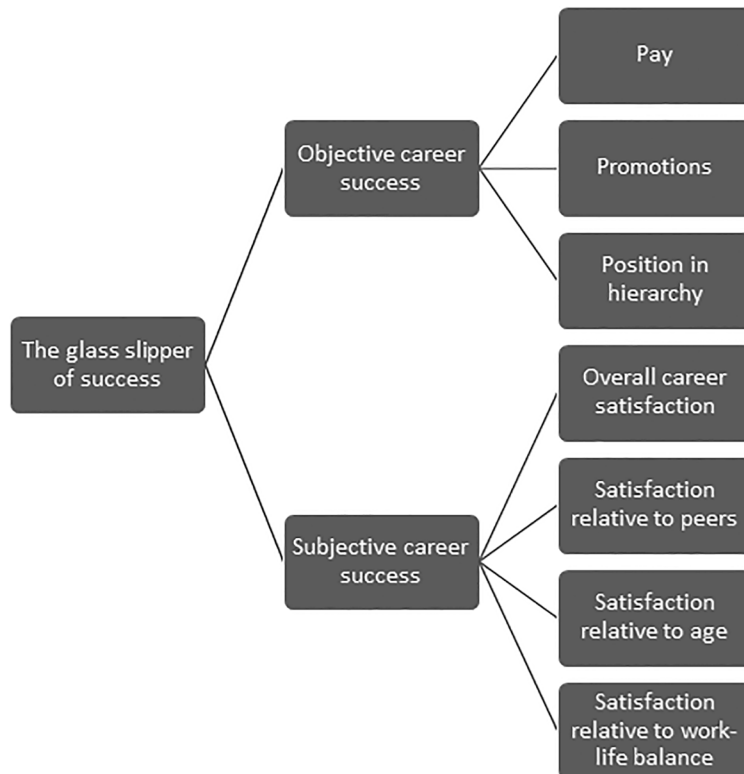 Pay
Objective career
success
Promotions
Position in
hierarchy
The glass slipper
of success
Overall career
satisfaction
Satisfaction
relative to peers
Subjective career
success
Satisfaction
relative to age
Satisfaction
relative to work-
life balance